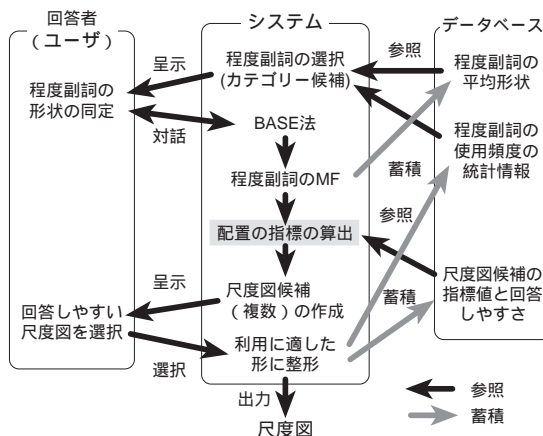 回答者
（ユーザ）
程度副詞の
形状の同定
回答しやすい
尺度図を選択
呈示
対話
呈示
選択
システム
程度副詞の選択
(カテゴリー候補)
BASE法
程度副詞のMF
配置の指標の算出
尺度図候補
（複数）の作成
利用に適した
形に整形
出力
尺度図
参照
蓄積
参照
蓄積
データベース
程度副詞の
平均形状
程度副詞の
使用頻度の
統計情報
尺度図候補の
指標値と回答
しやすさ
参照
蓄積